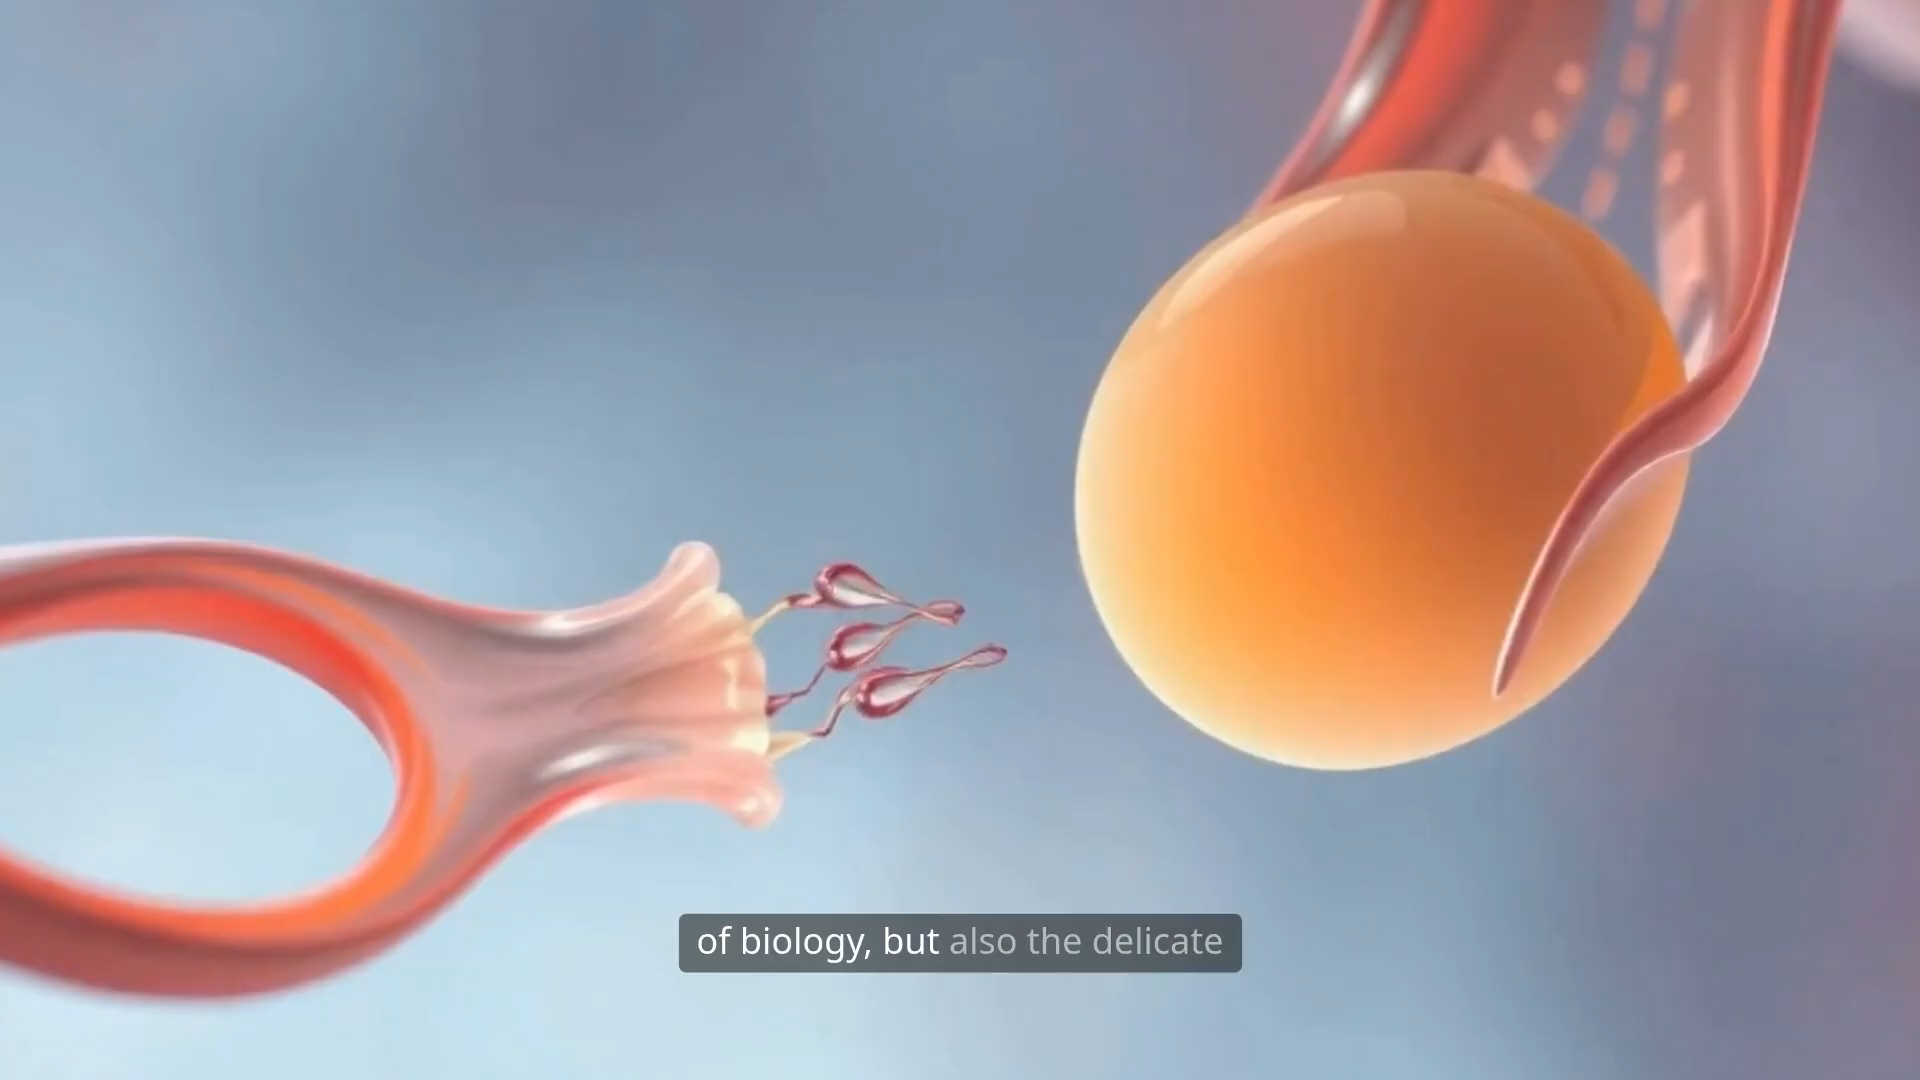 of biology, but also the delicate